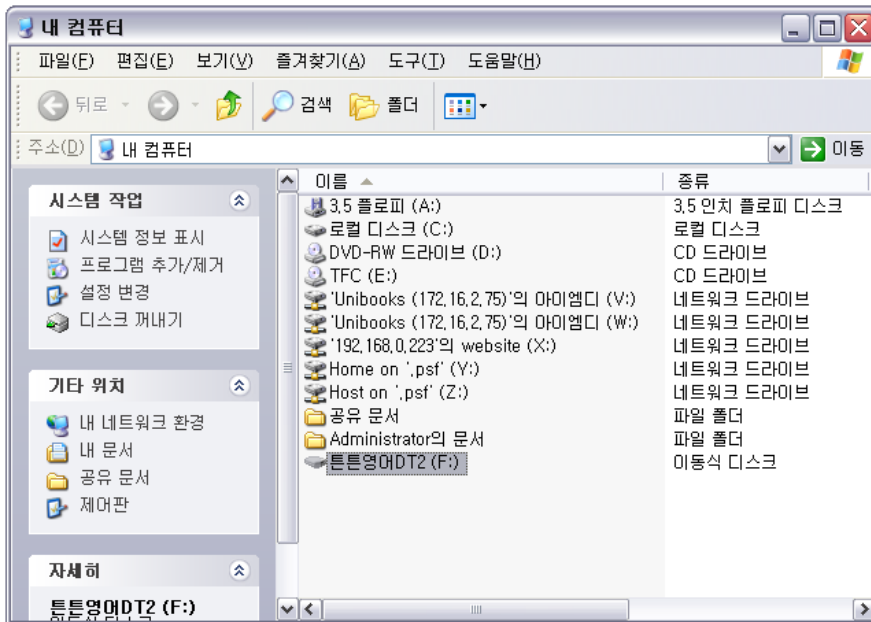 내 컴퓨터
파일(F) 편집(E) 보기(V) 즐겨찾기(A) 도구(T) 도움말(H)
뒤로 검색 폴더
주소(D) 내 컴퓨터 이동
시스템 작업
시스템 정보 표시
프로그램 추가/제거
설정 변경
디스크 꺼내기
기타 위치
내 네트워크 환경
내 문서
공유 문서
제어판
자세히
튼튼영어DT2 (F:)
이동식 디스크
이름 종류
3,5 플로피 (A:) 3,5 인치 플로피 디스크
로컬 디스크 (C:) 로컬 디스크
DVD-RW 드라이브 (D:) CD 드라이브
TFC (E:) CD 드라이브
'Unibooks (172,16,2,75)'의 아이엠디 (V:) 네트워크 드라이브
'Unibooks (172,16,2,75)'의 아이엠디 (W:) 네트워크 드라이브
'192,168,0,223'의 website (X:) 네트워크 드라이브
Home on ',psf' (Y:) 네트워크 드라이브
Host on ',psf' (Z:) 네트워크 드라이브
공유 문서 파일 폴더
Administrator의 문서 파일 폴더
튼튼영어DT2 (F:) 이동식 디스크